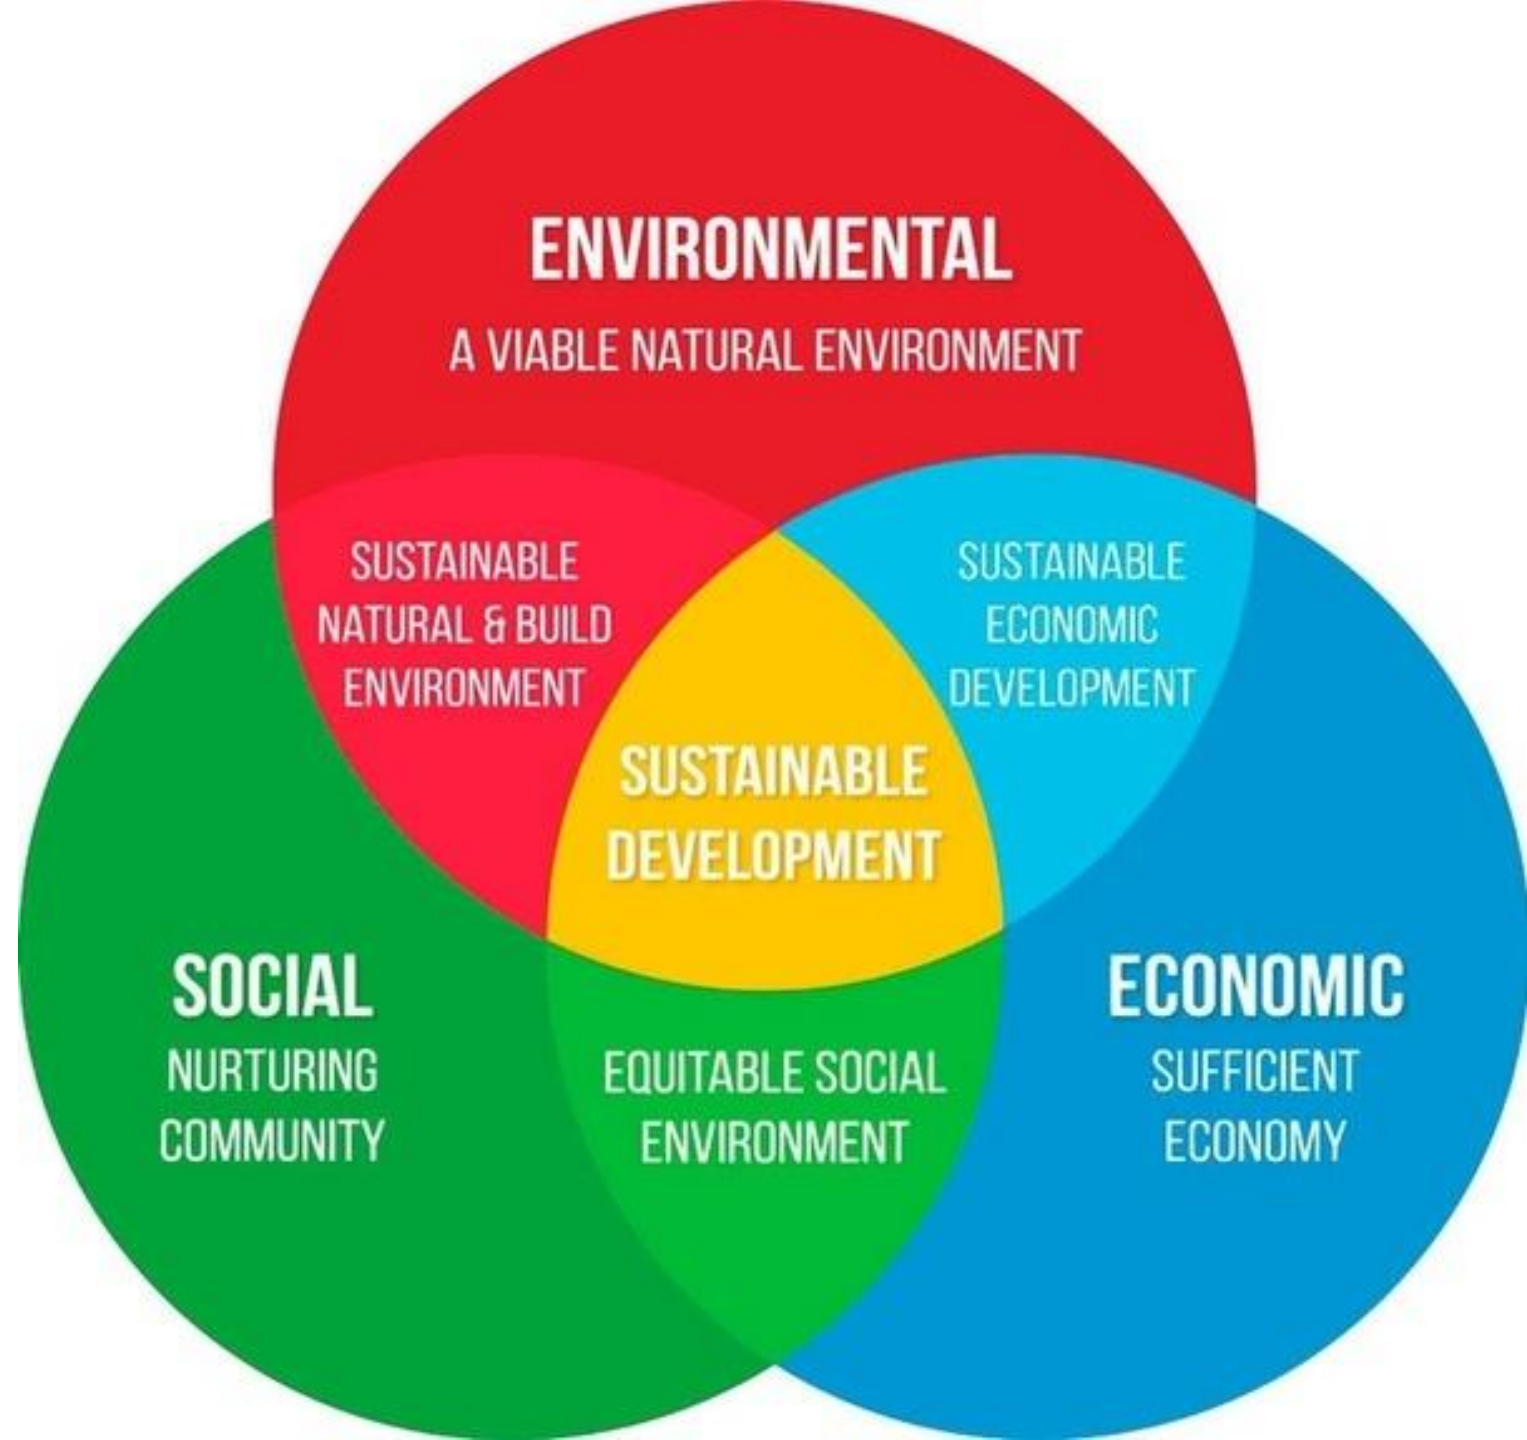 ENVIRONMENTAL
A VIABLE NATURAL ENVIRONMENT
SUSTAINABLE
NATURAL & BUILD
ENVIRONMENT
SUSTAINABLE
ECONOMIC
DEVELOPMENT
SUSTAINABLE
DEVELOPMENT
SOCIAL
NURTURING
COMMUNITY
EQUITABLE SOCIAL
ENVIRONMENT
ECONOMIC
SUFFICIENT
ECONOMY